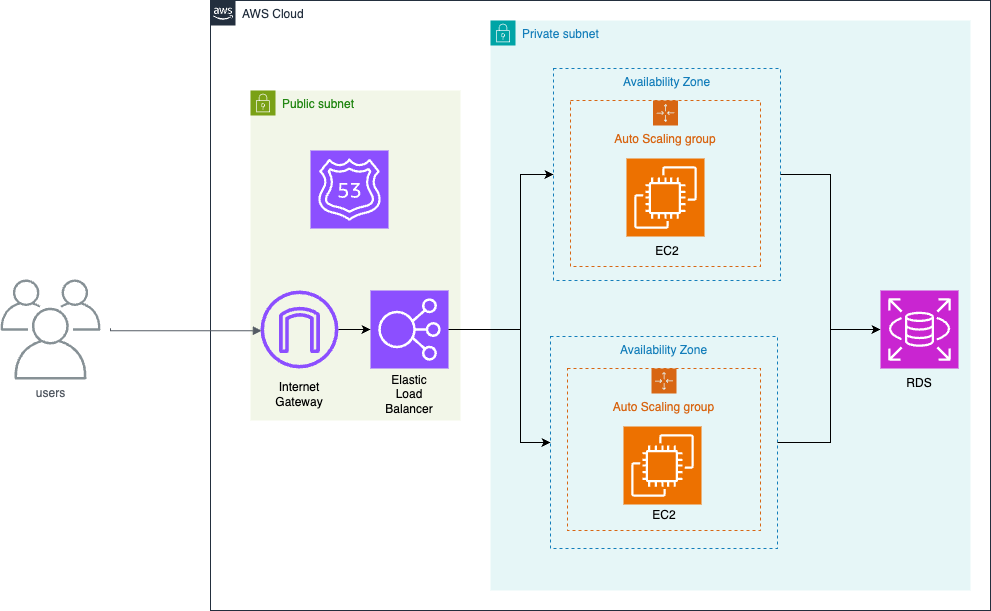 aws
AWS Cloud
Private subnet
Availability Zone
Auto Scaling group
EC2
Public subnet
53
users
Internet
Gateway
Elastic
Load
Balancer
Availability Zone
Auto Scaling group
EC2
RDS